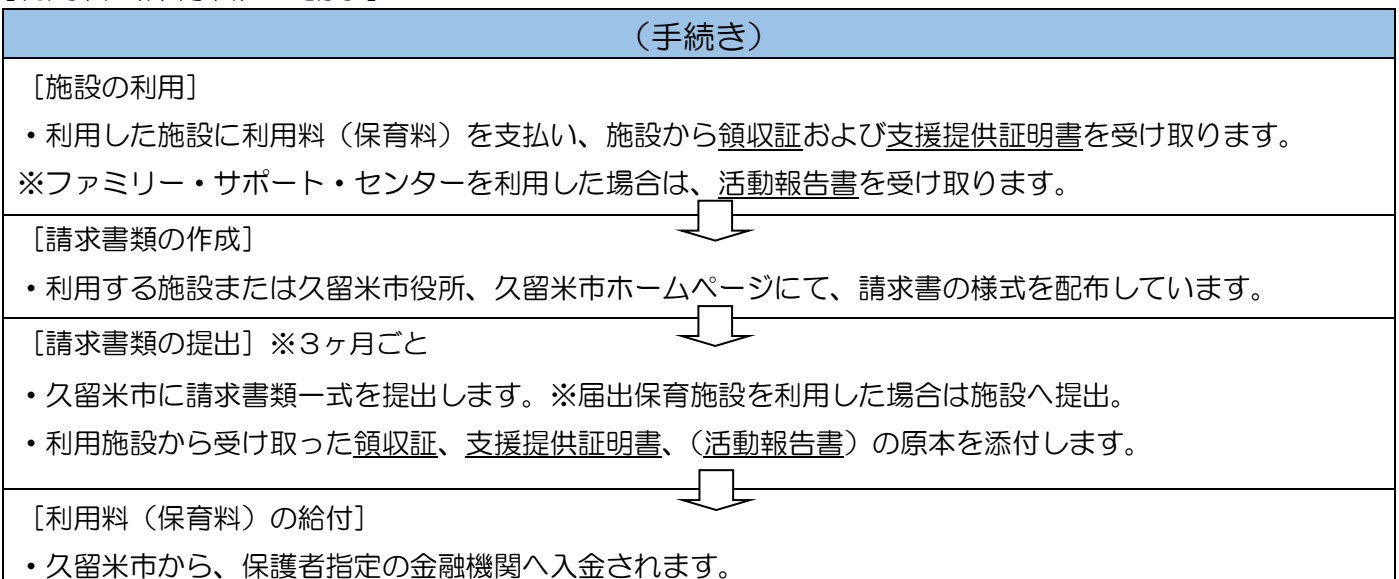 （手続き）
［施設の利用］
・利用した施設に利用料（保育料）を支払い、施設から領収証および支援提供証明書を受け取ります。
※ファミリー・サポート・センターを利用した場合は、活動報告書を受け取ります。
［請求書類の作成］
・利用する施設または久留米市役所、久留米市ホームページにて、請求書の様式を配布しています。
［請求書類の提出］※３ヶ月ごと
・久留米市に請求書類一式を提出します。※届出保育施設を利用した場合は施設へ提出。
・利用施設から受け取った領収証、支援提供証明書、（活動報告書）の原本を添付します。
［利用料（保育料）の給付］
・久留米市から、保護者指定の金融機関へ入金されます。